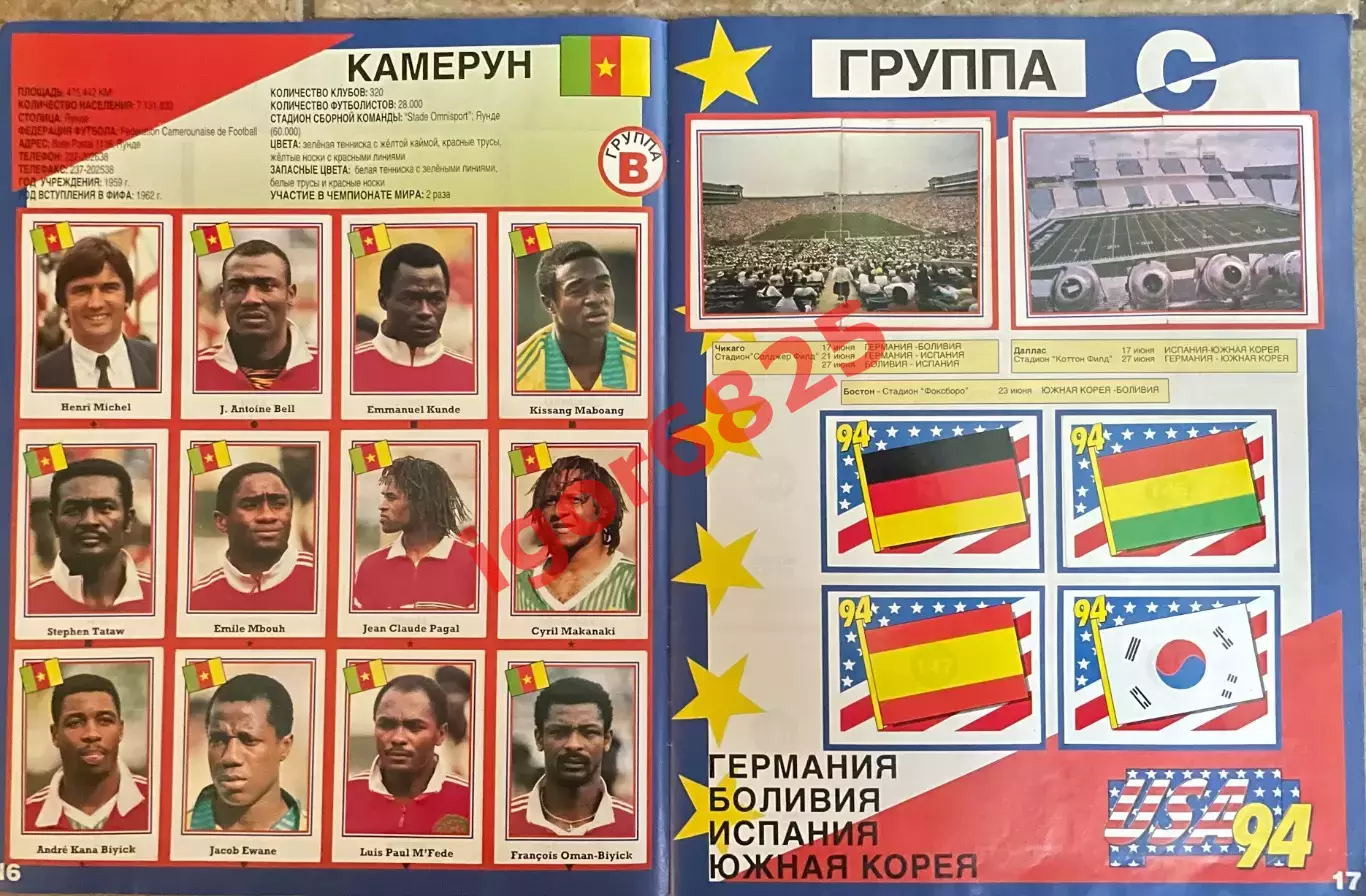 КАМЕРУН
ПЛОЩАДЬ: 475.442 КМ²
КОЛИЧЕСТВО НАСЕЛЕНИЯ:
СТОЛИЦА: Яунде
ФЕДЕРАЦИЯ ФУТБОЛА: Federation Camerounaise de Football
АДРЕС: Яунде
ТЕЛЕФОН: 237-202538
ТЕЛЕФАКС: 237-202538
ГОД УЧРЕЖДЕНИЯ: 1959 г.
ГОД ВСТУПЛЕНИЯ В ФИФА: 1962 г.
КОЛИЧЕСТВО КЛУБОВ: 320
КОЛИЧЕСТВО ФУТБОЛИСТОВ: 28.000
СТАДИОН СБОРНОЙ КОМАНДЫ: "Stade Omnisport"; Яунде
(60.000)
ЦВЕТА: зелёная тенниска с жёлтой каймой, красные трусы,
жёлтые носки с красными линиями
ЗАПАСНЫЕ ЦВЕТА: белая тенниска с зелёными линиями,
белые трусы и красные носки
УЧАСТИЕ В ЧЕМПИОНАТЕ МИРА: 2 раза
ГРУППА
B
Henri Michel
J. Antoine Bell
Emmanuel Kunde
Kissang Maboang
Stephen Tataw
Emile Mbouh
Jean Claude Pagal
Cyril Makanaki
André Kana Biyick
Jacob Ewane
Luis Paul M'Fede
François Oman-Biyick
16
ГРУППА C
Чикаго 17 июня ГЕРМАНИЯ -БОЛИВИЯ
Стадион"Солджер Филд" 21 июня ГЕРМАНИЯ - ИСПАНИЯ
27 июня БОЛИВИЯ - ИСПАНИЯ
Даллас 17 июня ИСПАНИЯ-ЮЖНАЯ КОРЕЯ
Стадион "Коттон Филд" 27 июня ГЕРМАНИЯ - ЮЖНАЯ КОРЕЯ
Бостон - Стадион "Фоксборо" 23 июня ЮЖНАЯ КОРЕЯ -БОЛИВИЯ
94
94
94
94
ГЕРМАНИЯ
БОЛИВИЯ
ИСПАНИЯ
ЮЖНАЯ КОРЕЯ
USA 94
17
igor6825